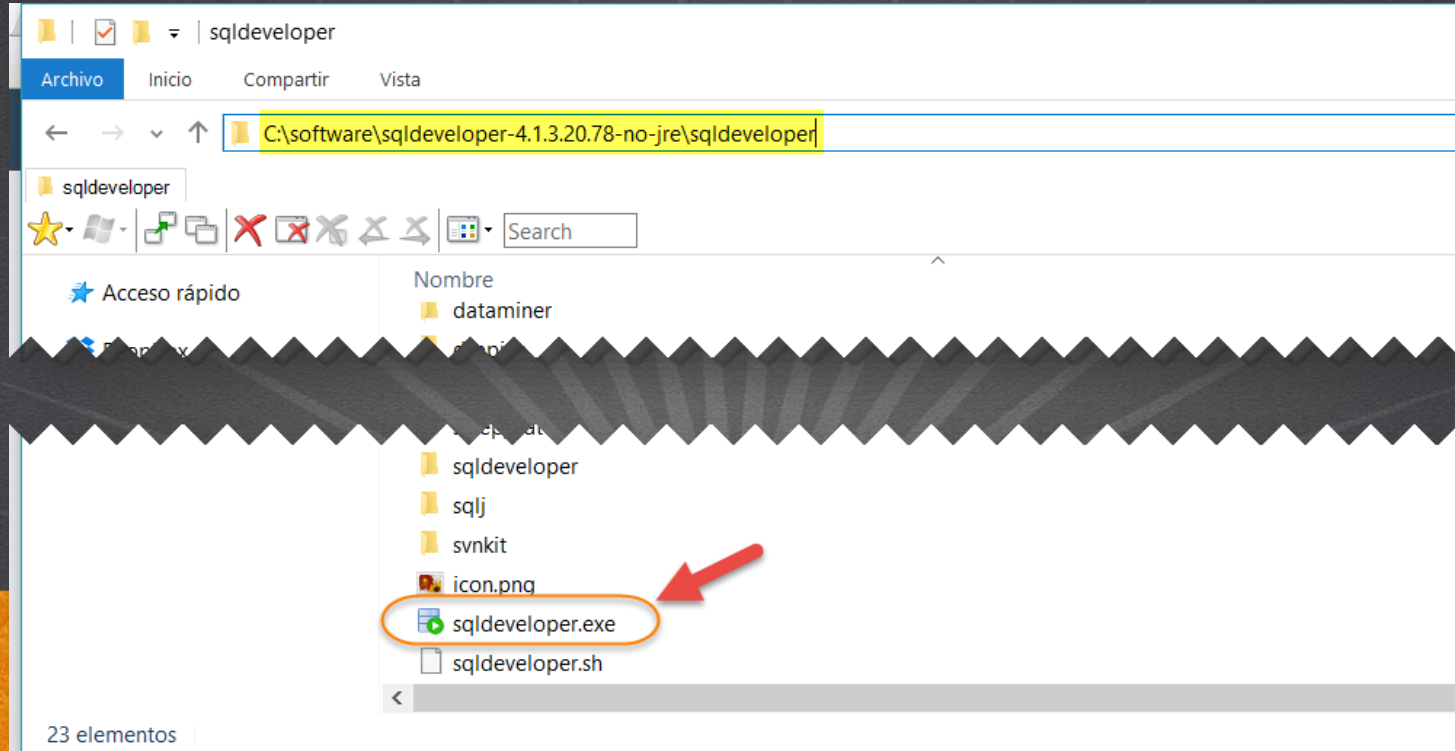 sqldeveloper
Archivo Inicio Compartir Vista
C:\software\sqldeveloper-4.1.3.20.78-no-jre\sqldeveloper
sqldeveloper
Search
Nombre
Acceso rápido
dataminer
sqldeveloper
sqlj
svnkit
icon.png
sqldeveloper.exe
sqldeveloper.sh
23 elementos